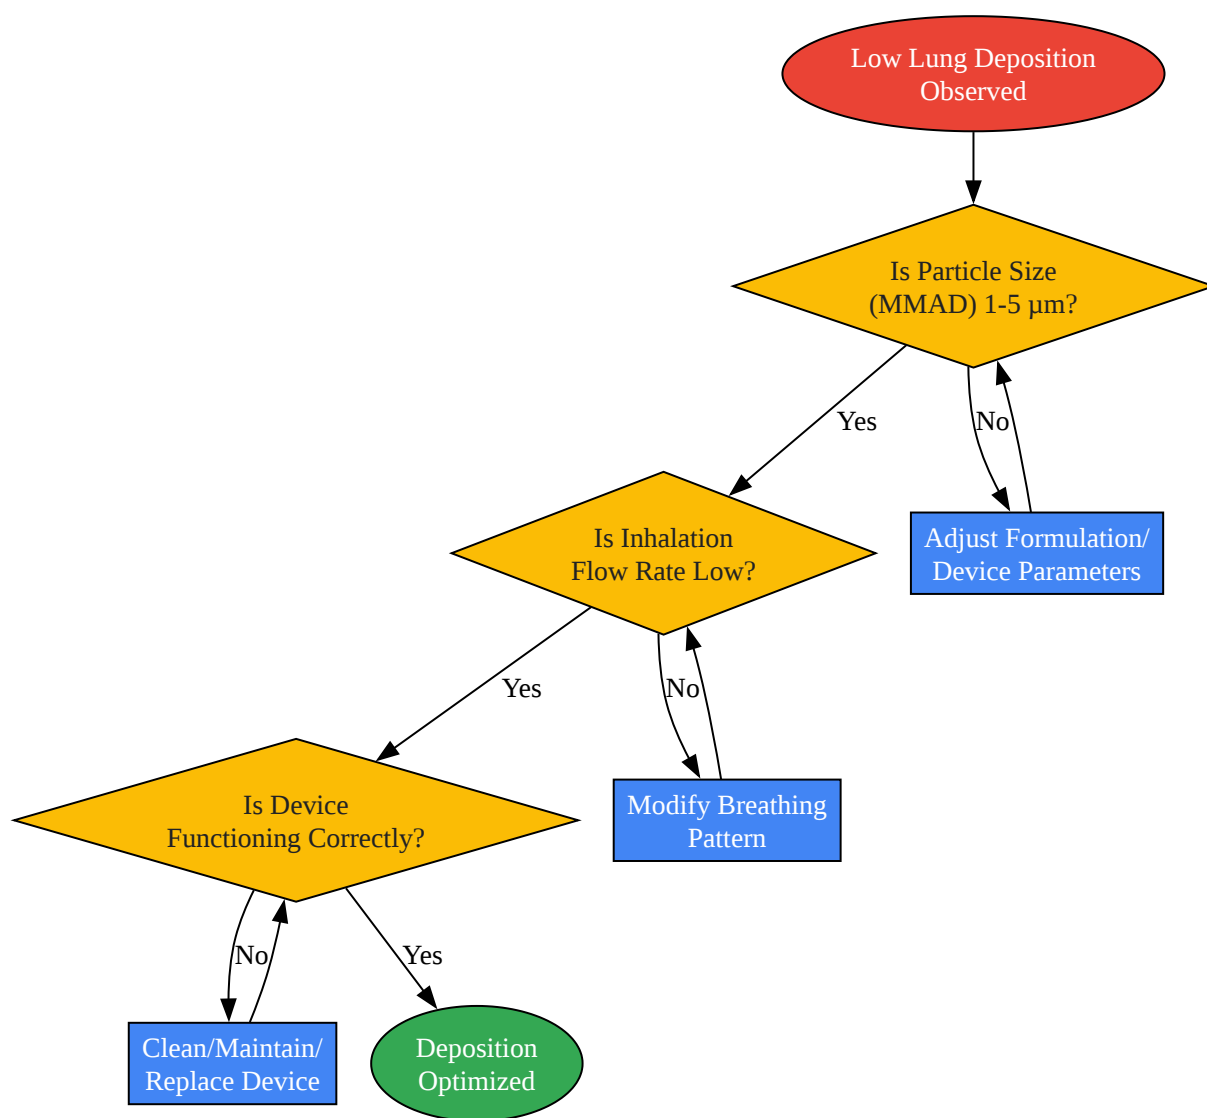 Low Lung Deposition
Observed
Is Particle Size
(MMAD) 1-5 µm?
Yes
No
Is Inhalation
Flow Rate Low?
Adjust Formulation/
Device Parameters
Yes
No
Is Device
Functioning Correctly?
Modify Breathing
Pattern
No
Yes
Clean/Maintain/
Replace Device
Deposition
Optimized